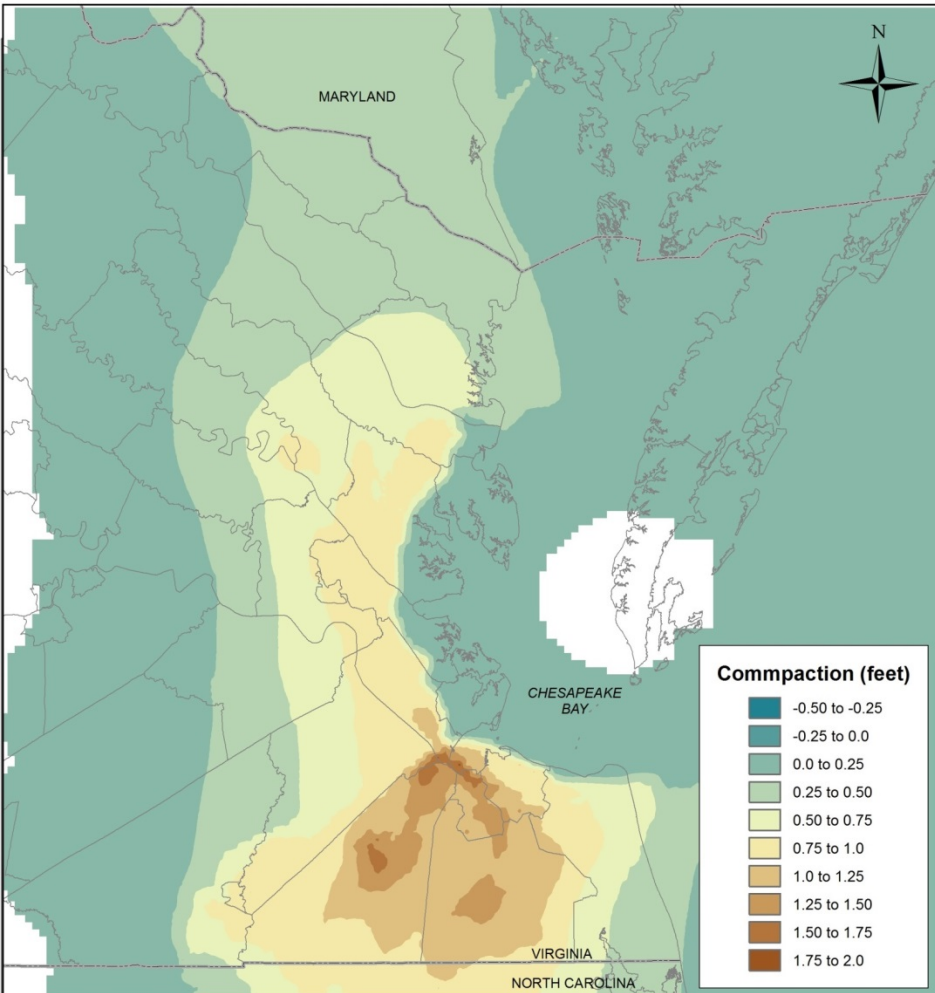 N
MARYLAND
CHESAPEAKE
BAY
VIRGINIA
NORTH CAROLINA
Commpaction (feet)
-0.50 to -0.25
-0.25 to 0.0
0.0 to 0.25
0.25 to 0.50
0.50 to 0.75
0.75 to 1.0
1.0 to 1.25
1.25 to 1.50
1.50 to 1.75
1.75 to 2.0